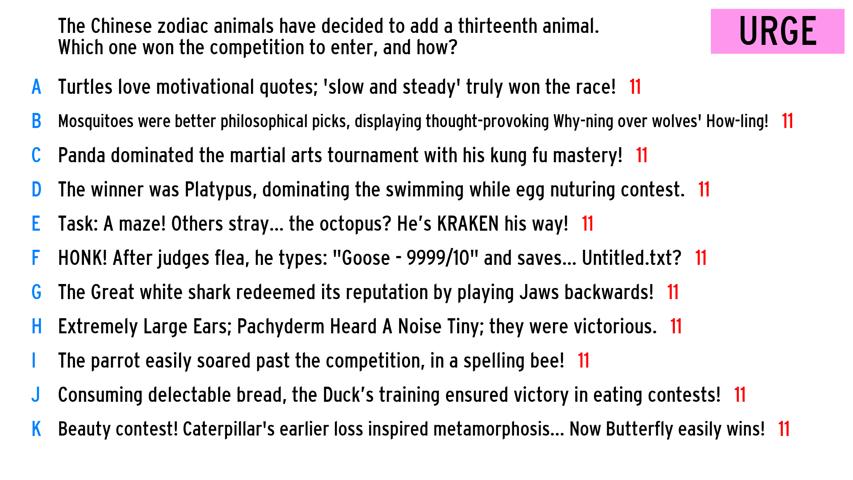 The Chinese zodiac animals have decided to add a thirteenth animal.
Which one won the competition to enter, and how?
URGE
A Turtles love motivational quotes; 'slow and steady' truly won the race! 11
B Mosquitoes were better philosophical picks, displaying thought-provoking Why-ning over wolves' How-ling! 11
C Panda dominated the martial arts tournament with his kung fu mastery! 11
D The winner was Platypus, dominating the swimming while egg nuturing contest. 11
E Task: A maze! Others stray... the octopus? He's KRAKEN his way! 11
F HONK! After judges flea, he types: "Goose - 9999/10" and saves... Untitled.txt? 11
G The Great white shark redeemed its reputation by playing Jaws backwards! 11
H Extremely Large Ears; Pachyderm Heard A Noise Tiny; they were victorious. 11
I The parrot easily soared past the competition, in a spelling bee! 11
J Consuming delectable bread, the Duck's training ensured victory in eating contests! 11
K Beauty contest! Caterpillar's earlier loss inspired metamorphosis... Now Butterfly easily wins! 11